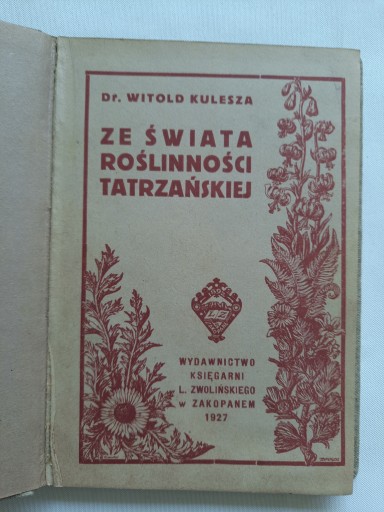 Dr. WITOLD KULESZA
ZE ŚWIATA
ROŚLINNOŚCI
TATRZAŃSKIEJ
WYDAWNICTWO
KSIĘGARNI
L. ZWOLIŃSKIEGO
w ZAKOPANEM
1927